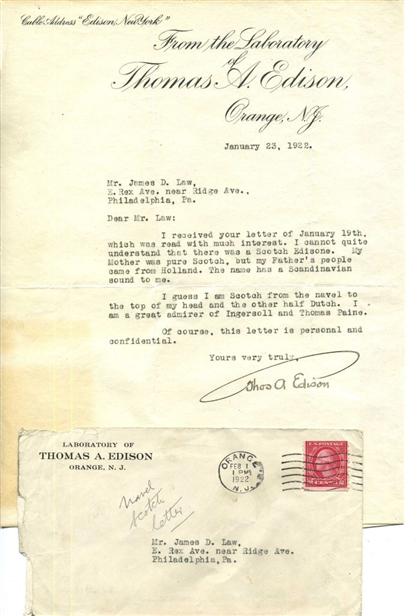 Cable Address "Edison, New York"
From the Laboratory
of
Thomas A. Edison,
Orange, N.J.
January 23, 1922.
Mr. James D. Law,
E. Rex Ave. near Ridge Ave.,
Philadelphia, Pa.
Dear Mr. Law:
I received your letter of January 19th,
which was read with much interest. I cannot quite
understand that there was a Scotch Edisone. My
Mother was pure Scotch, but my Father's people
came from Holland. The name has a Scandinavian
sound to me.
I guess I am Scotch from the navel to
the top of my head and the other half Dutch. I
am a great admirer of Ingersoll and Thomas Paine.
Of course, this letter is personal and
confidential.
Yours very truly,
Thos A Edison
LABORATORY OF
THOMAS A. EDISON
ORANGE, N. J.
ORANGE
FEB 1
1 PM
1922
N.J.
U.S. POSTAGE
CENTS
navel
Scotch
letter
Mr. James D. Law,
E. Rex Ave. near Ridge Ave.
Philadelphia, Pa.